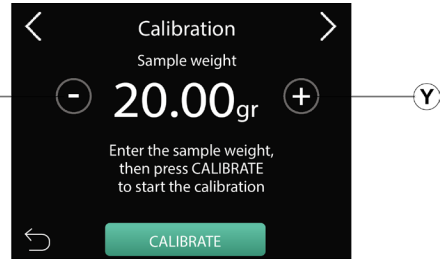 Calibration
Sample weight
- 20.00gr +
Y
Enter the sample weight,
then press CALIBRATE
to start the calibration
CALIBRATE